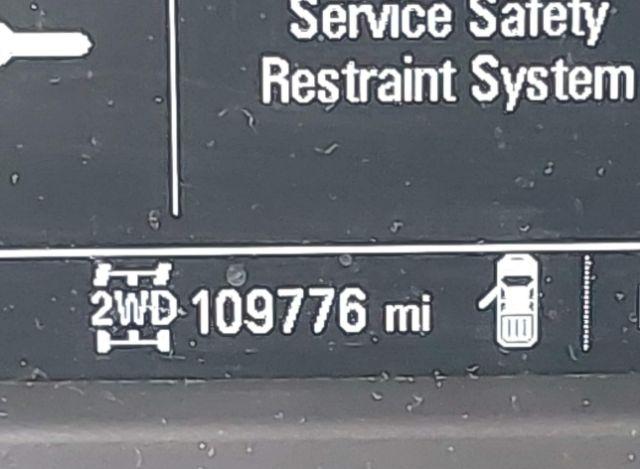 Service Safety
Restraint System
2WD 109776 mi